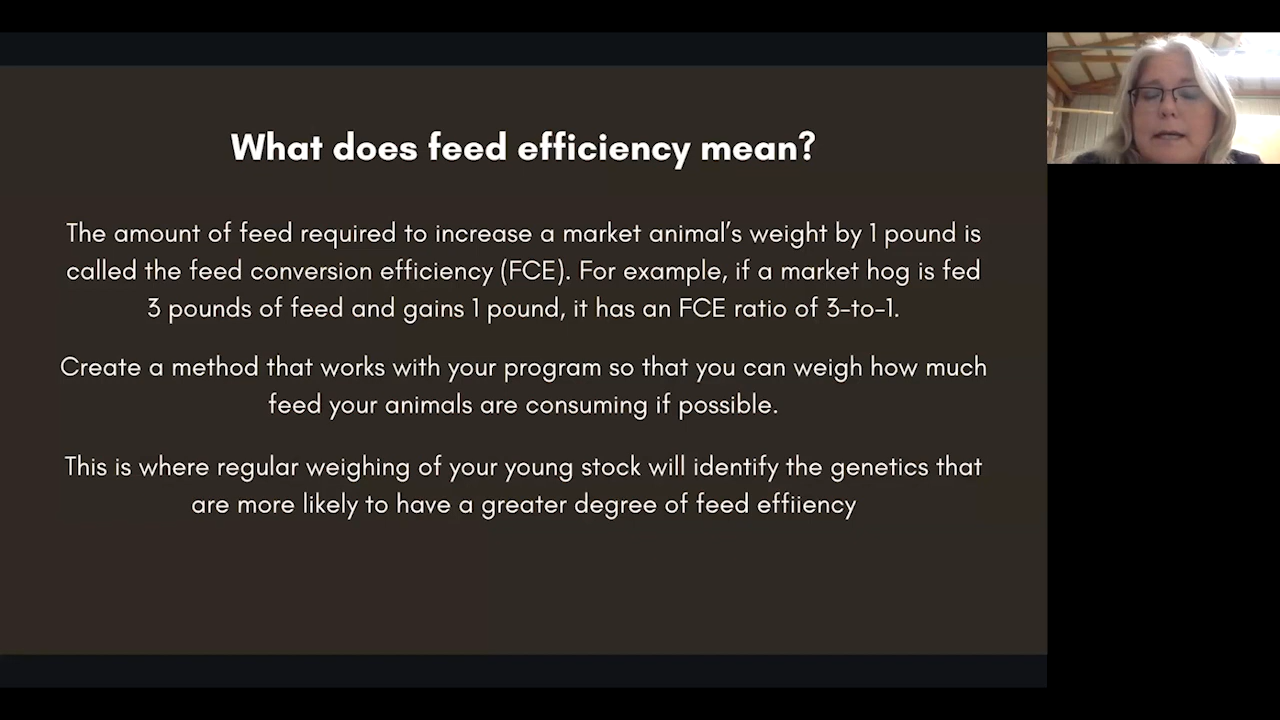 What does feed efficiency mean?
The amount of feed required to increase a market animal's weight by 1 pound is
called the feed conversion efficiency (FCE). For example, if a market hog is fed
3 pounds of feed and gains 1 pound, it has an FCE ratio of 3-to-1.
Create a method that works with your program so that you can weigh how much
feed your animals are consuming if possible.
This is where regular weighing of your young stock will identify the genetics that
are more likely to have a greater degree of feed effiiency